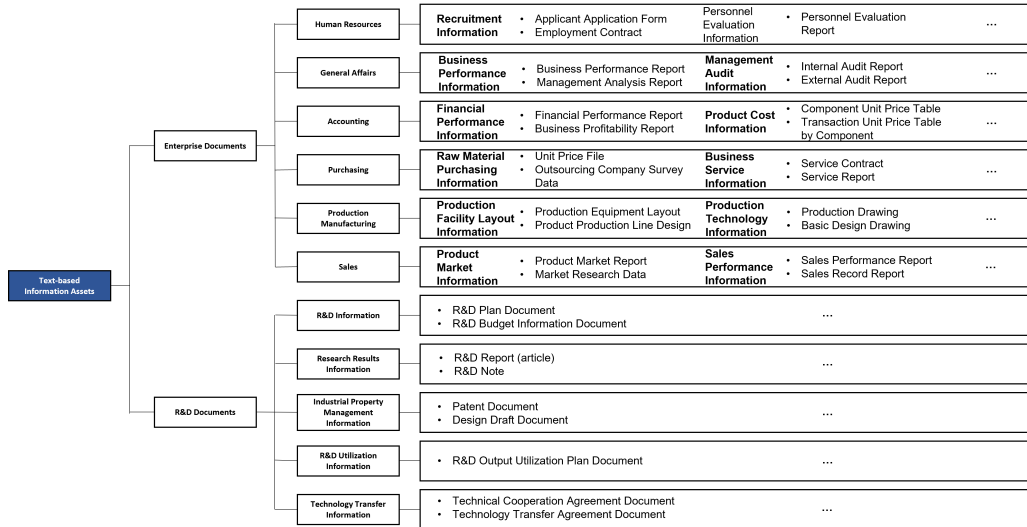 Human Resources
Recruitment
Information
• Applicant Application Form
• Employment Contract
Personnel
Evaluation
Information
• Personnel Evaluation
Report
...
General Affairs
Business
Performance
Information
• Business Performance Report
• Management Analysis Report
Management
Audit
Information
• Internal Audit Report
• External Audit Report
...
Accounting
Financial
Performance
Information
• Financial Performance Report
• Business Profitability Report
Product Cost
Information
• Component Unit Price Table
• Transaction Unit Price Table
by Component
...
Enterprise Documents
Purchasing
Raw Material
Purchasing
Information
• Unit Price File
• Outsourcing Company Survey
Data
Business
Service
Information
• Service Contract
• Service Report
...
Production
Manufacturing
Production
Facility Layout
Information
• Production Equipment Layout
• Product Production Line Design
Production
Technology
Information
• Production Drawing
• Basic Design Drawing
...
Sales
Product
Market
Information
• Product Market Report
• Market Research Data
Sales
Performance
Information
• Sales Performance Report
• Sales Record Report
...
Text-based
Information Assets
R&D Information
• R&D Plan Document
• R&D Budget Information Document
...
Research Results
Information
• R&D Report (article)
• R&D Note
...
R&D Documents
Industrial Property
Management
Information
• Patent Document
• Design Draft Document
...
R&D Utilization
Information
• R&D Output Utilization Plan Document
...
Technology Transfer
Information
• Technical Cooperation Agreement Document
• Technology Transfer Agreement Document
...